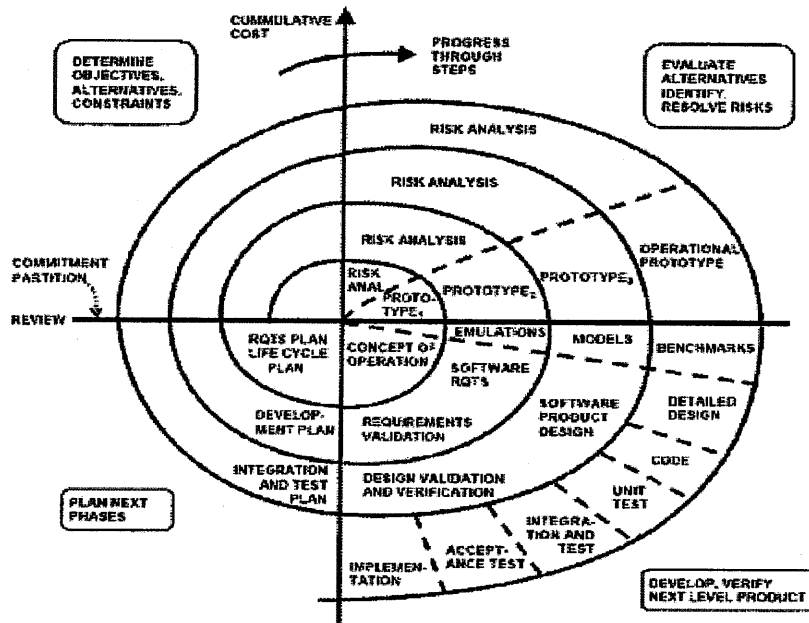 CUMMULATIVE
COST
PROGRESS
THROUGH
STEPS
DETERMINE
OBJECTIVES,
ALTERNATIVES,
CONSTRAINTS
EVALUATE
ALTERNATIVES
IDENTIFY,
RESOLVE RISKS
RISK ANALYSIS
RISK ANALYSIS
RISK ANALYSIS
RISK
ANAL.
PROTO-
TYPE₁
PROTOTYPE₂
PROTOTYPE₃
OPERATIONAL
PROTOTYPE
COMMITMENT
PARTITION
REVIEW
RQTS PLAN
LIFE CYCLE
PLAN
CONCEPT OF
OPERATION
EMULATIONS
MODELS
BENCHMARKS
SOFTWARE
RQTS
SOFTWARE
PRODUCT
DESIGN
DETAILED
DESIGN
DEVELOP-
MENT PLAN
REQUIREMENTS
VALIDATION
CODE
INTEGRATION
AND TEST
PLAN
DESIGN VALIDATION
AND VERIFICATION
UNIT
TEST
PLAN NEXT
PHASES
INTEGRA-
TION AND
TEST
ACCEPT-
ANCE TEST
IMPLEMEN-
TATION
DEVELOP, VERIFY
NEXT LEVEL PRODUCT